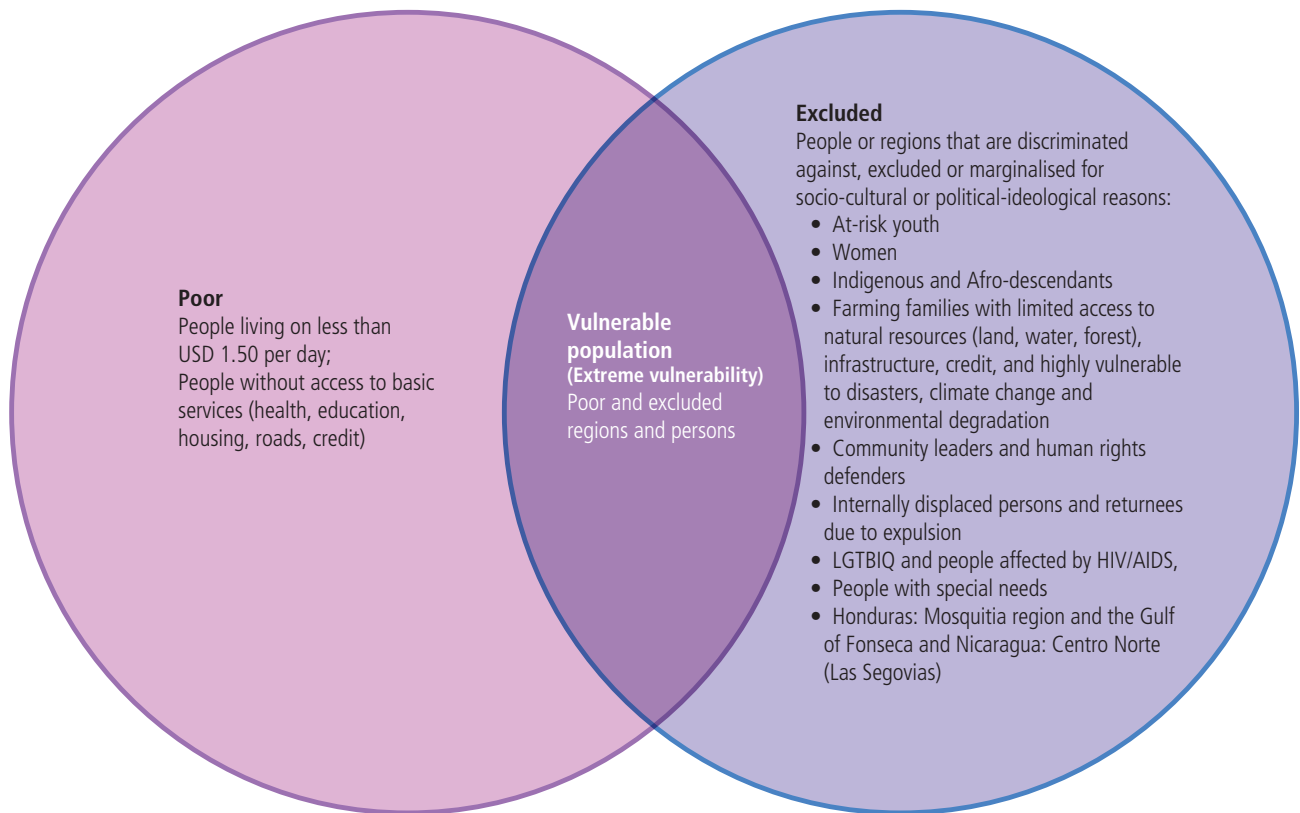 Poor
People living on less than
USD 1.50 per day;
People without access to basic
services (health, education,
housing, roads, credit)
Vulnerable
population
(Extreme vulnerability)
Poor and excluded
regions and persons
Excluded
People or regions that are discriminated
against, excluded or marginalised for
socio-cultural or political-ideological reasons:
• At-risk youth
• Women
• Indigenous and Afro-descendants
• Farming families with limited access to
natural resources (land, water, forest),
infrastructure, credit, and highly vulnerable
to disasters, climate change and
environmental degradation
• Community leaders and human rights
defenders
• Internally displaced persons and returnees
due to expulsion
• LGTBIQ and people affected by HIV/AIDS,
• People with special needs
• Honduras: Mosquitia region and the Gulf
of Fonseca and Nicaragua: Centro Norte
(Las Segovias)